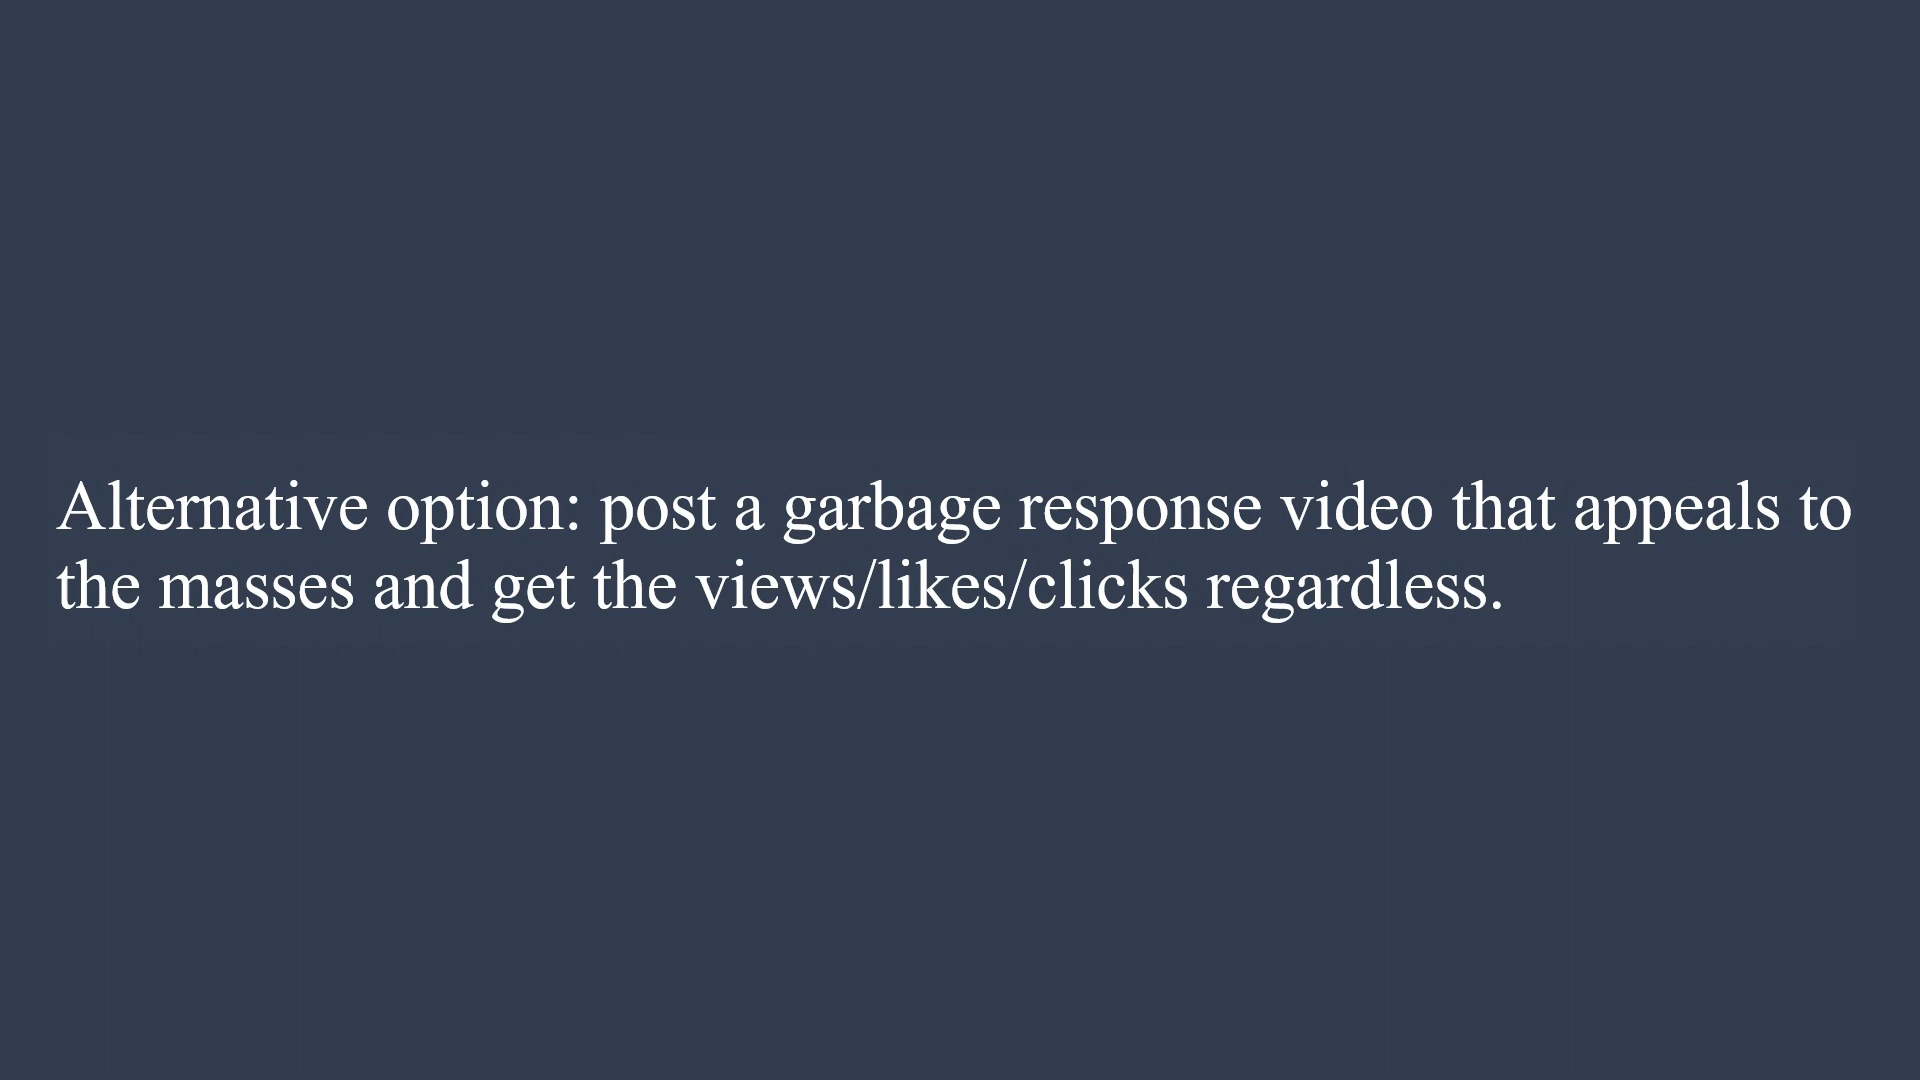 Alternative option: post a garbage response video that appeals to
the masses and get the views/likes/clicks regardless.